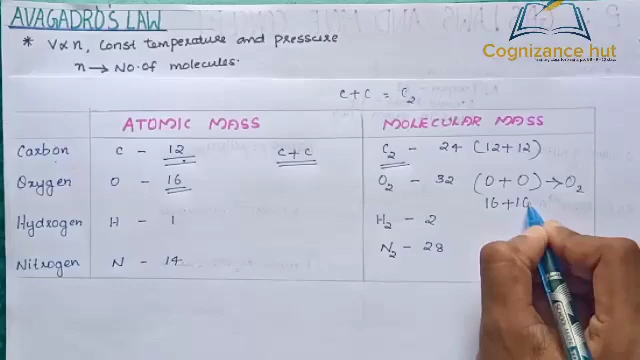 AVAGADRO'S LAW
* V∝n, Const temperature and pressure
n → No. of molecules.
Cognizance hut
C+C = C₂
ATOMIC MASS MOLECULAR MASS
Carbon C - 12 C+C C₂ - 24 (12+12)
Oxygen O - 16 O₂ - 32 (O+O) → O₂
16+16
Hydrogen H - 1 H₂ - 2
Nitrogen N - 14 N₂ - 28